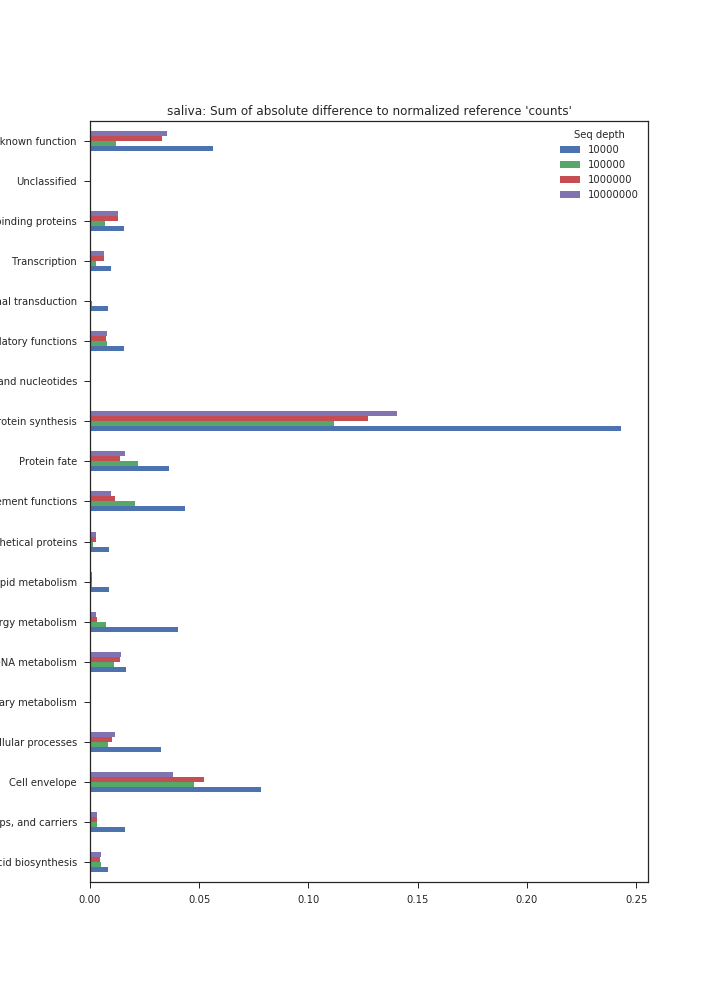 saliva: Sum of absolute difference to normalized reference 'counts'
Seq depth
10000
100000
1000000
10000000
known function
Unclassified
binding proteins
Transcription
nal transduction
latory functions
and nucleotides
rotein synthesis
Protein fate
ement functions
hetical proteins
pid metabolism
rgy metabolism
NA metabolism
ary metabolism
llular processes
Cell envelope
ps, and carriers
cid biosynthesis
0.00 0.05 0.10 0.15 0.20 0.25